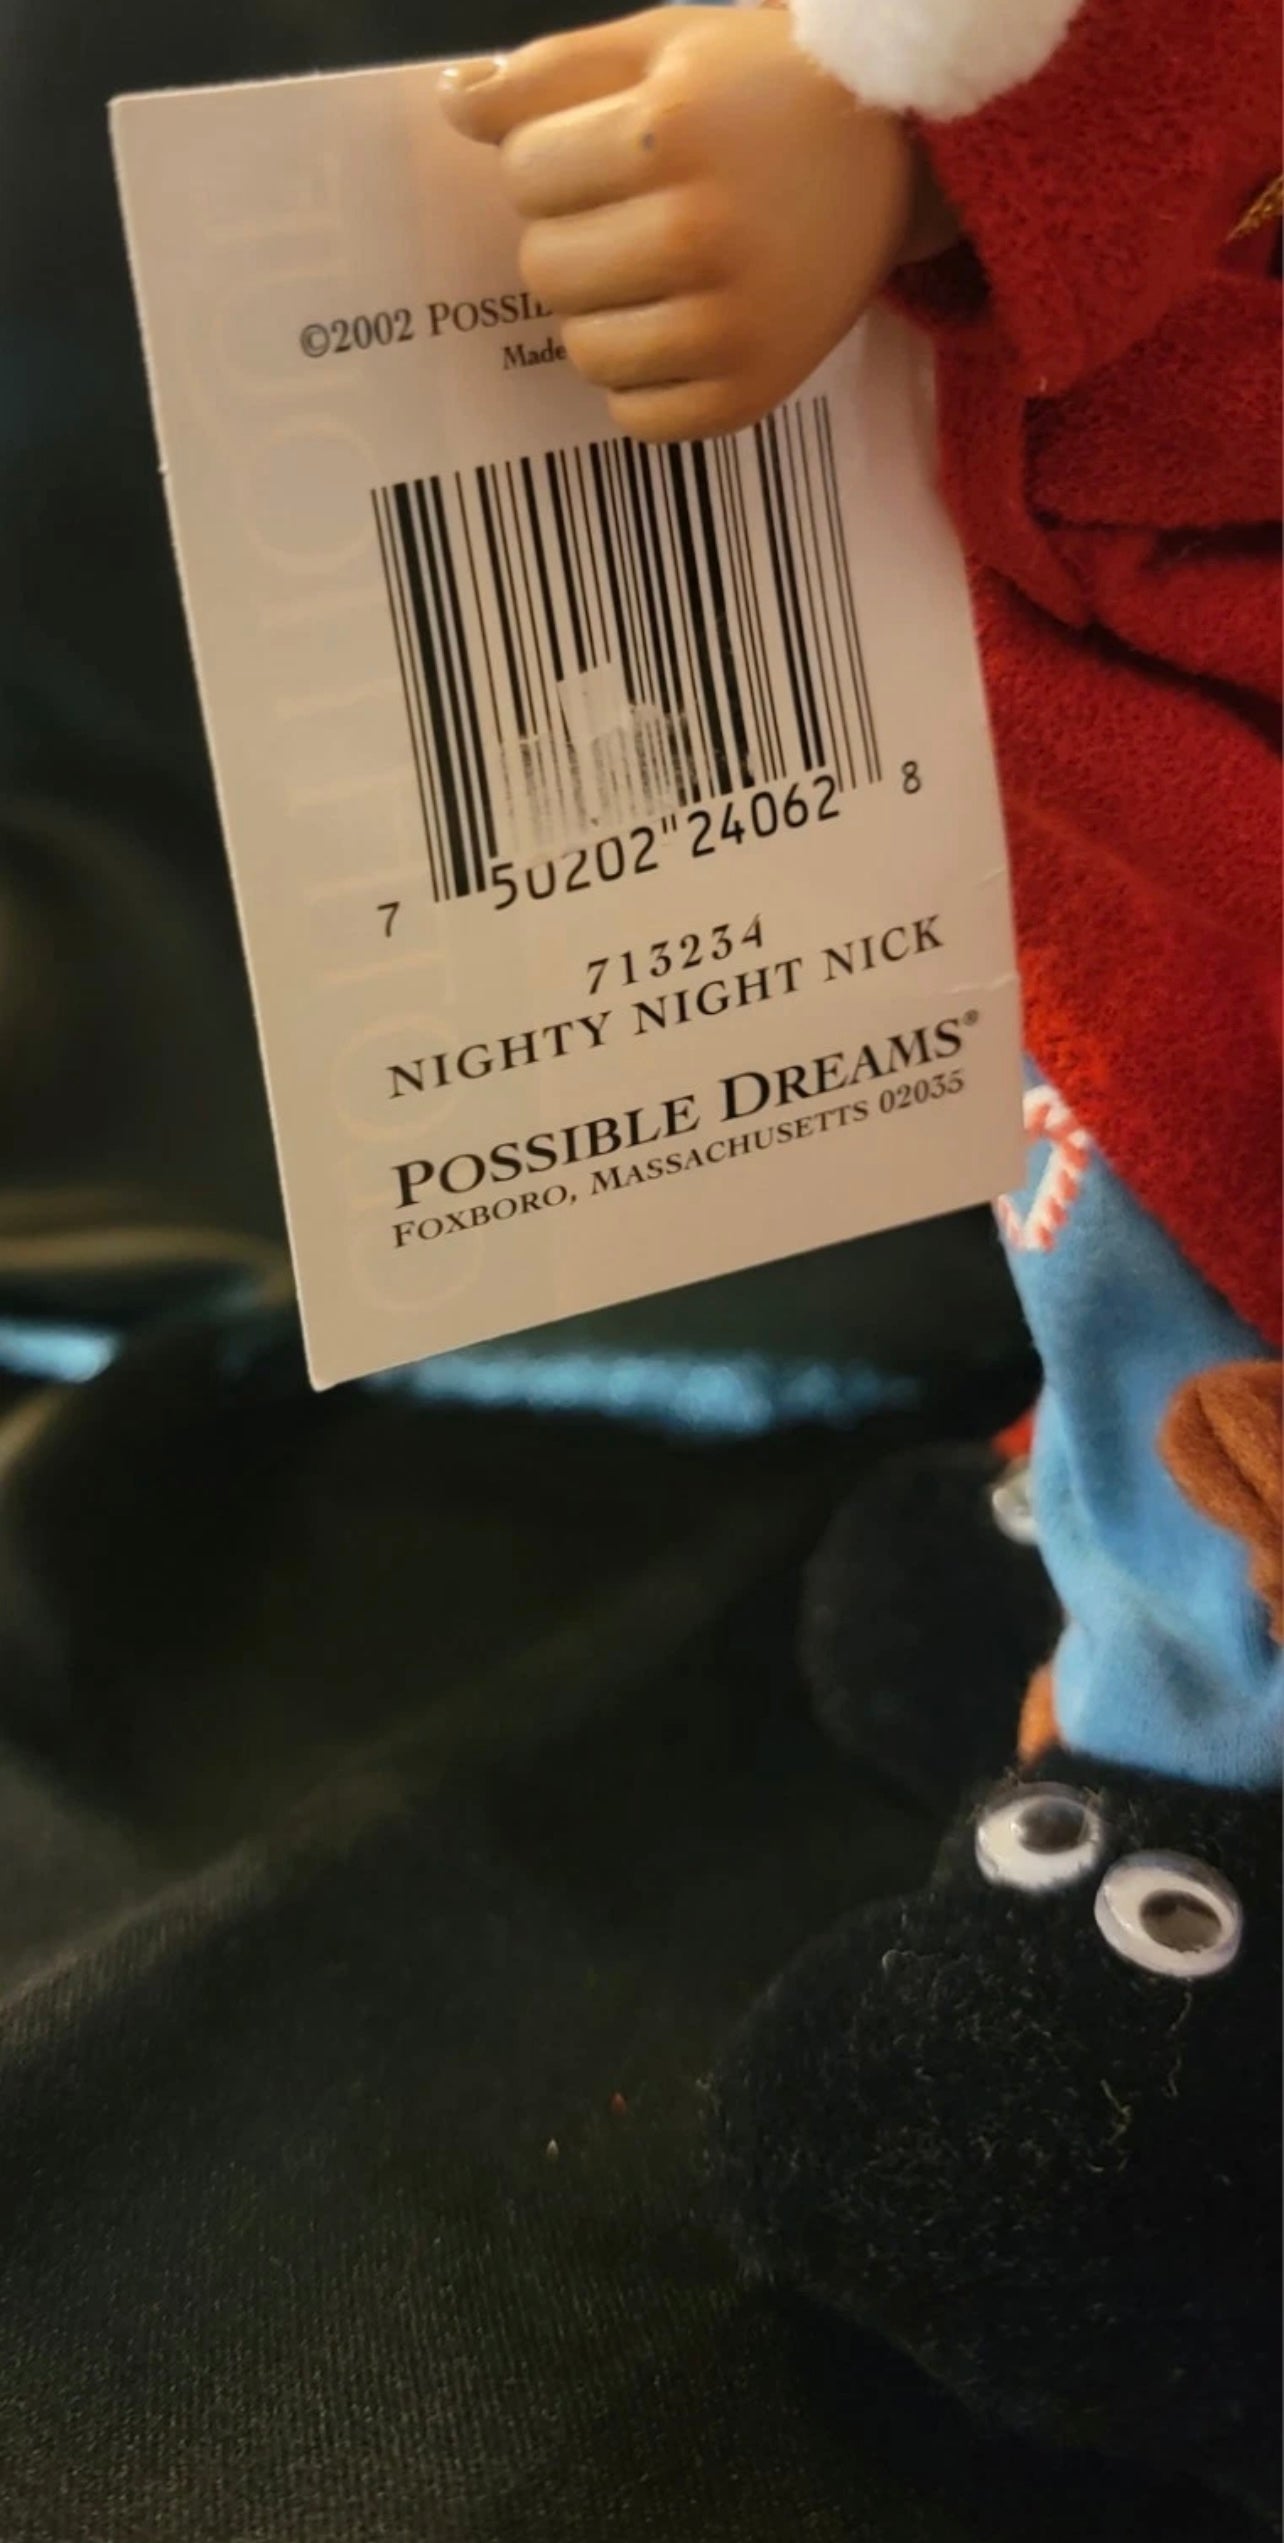 ©2002 POSSI
Made
7 50202"24062 8
713234
NIGHTY NIGHT NICK
POSSIBLE DREAMS®
FOXBORO, MASSACHUSETTS 02035